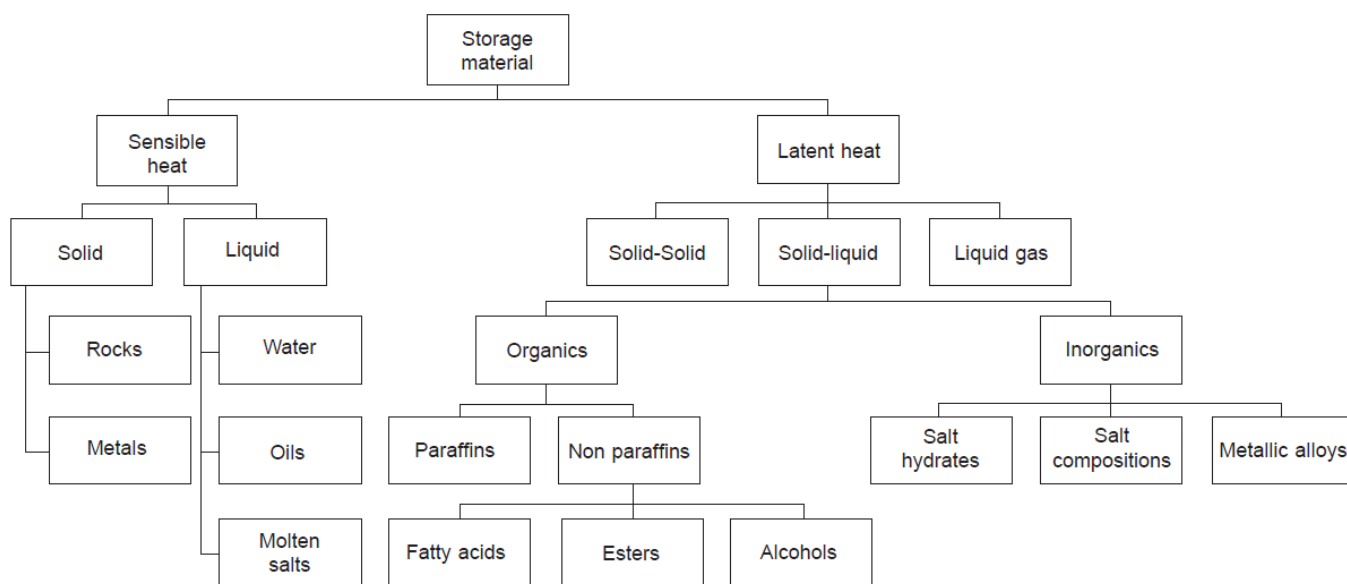 Storage
material
Sensible
heat
Latent heat
Solid
Liquid
Solid-Solid
Solid-liquid
Liquid gas
Rocks
Water
Organics
Inorganics
Metals
Oils
Paraffins
Non paraffins
Salt
hydrates
Salt
compositions
Metallic alloys
Molten
salts
Fatty acids
Esters
Alcohols